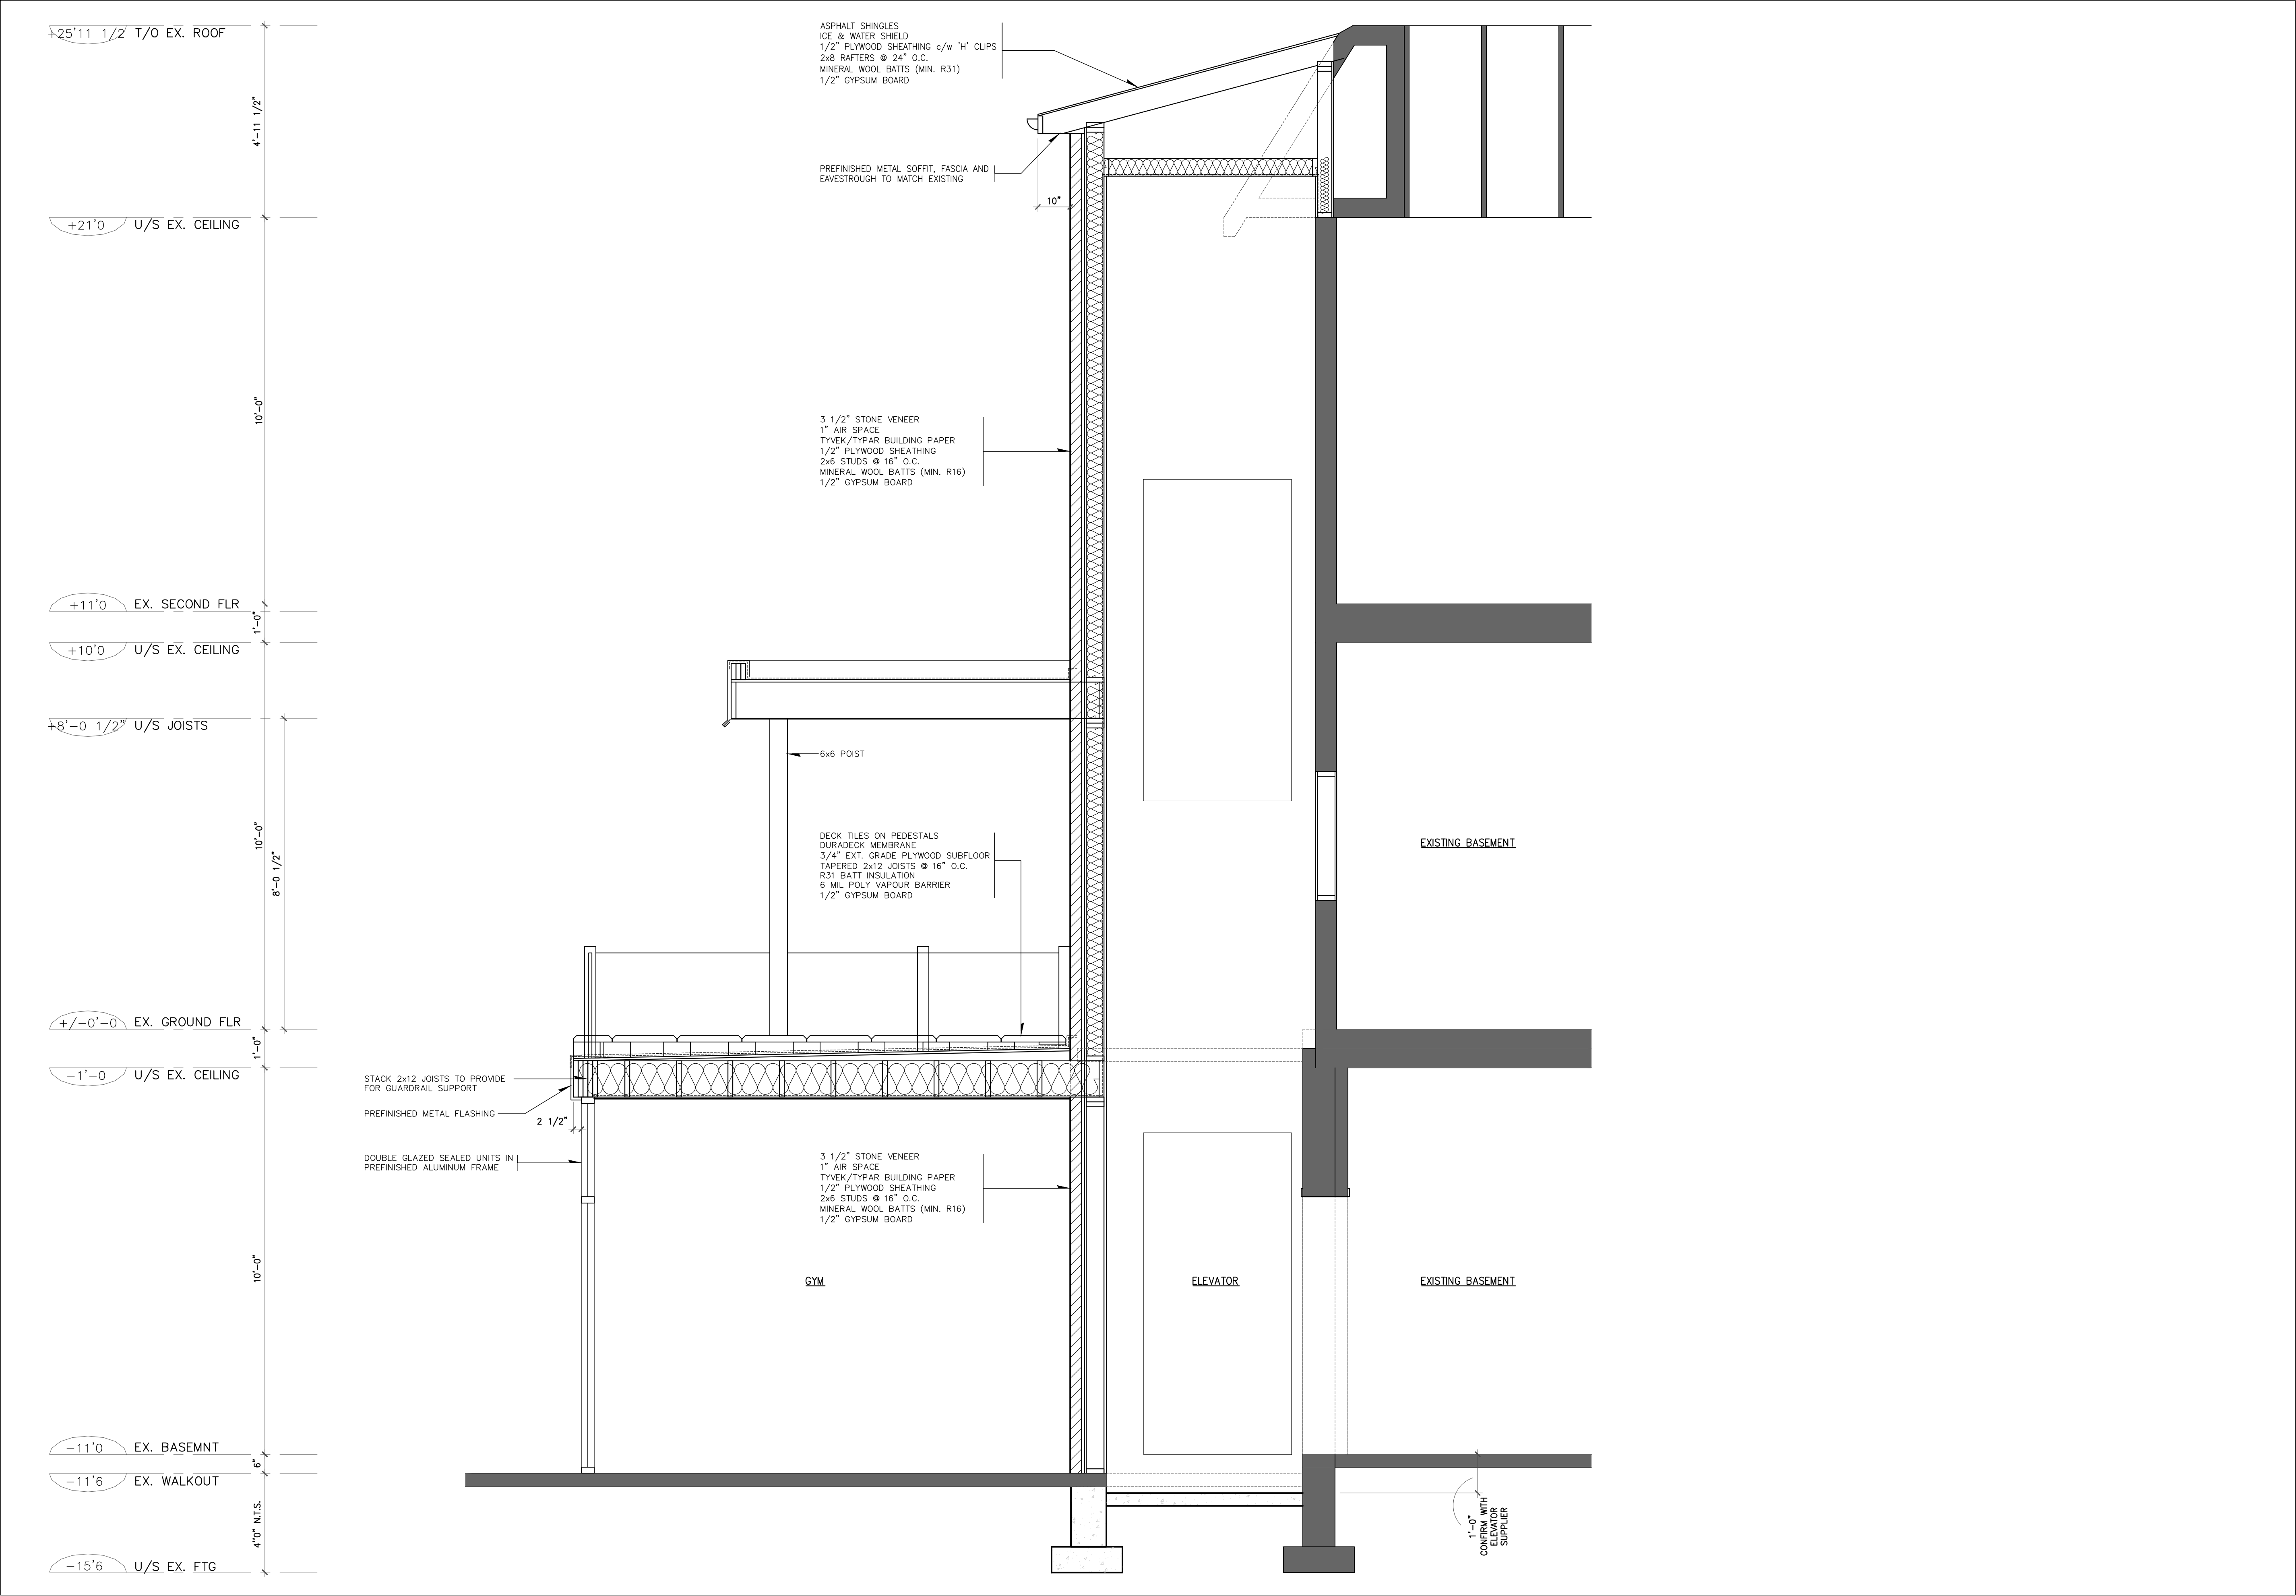 +25'11 1/2 T/O EX. ROOF
4'-11 1/2"
+21'0 U/S EX. CEILING
10'-0"
+11'0 EX. SECOND FLR
1'-0"
+10'0 U/S EX. CEILING
+8'-0 1/2" U/S JOISTS
10'-0"
8'-0 1/2"
+/-0'-0 EX. GROUND FLR
1'-0"
-1'-0 U/S EX. CEILING
10'-0"
-11'0 EX. BASEMNT
6"
-11'6 EX. WALKOUT
4'0" N.T.S.
-15'6 U/S EX. FTG
ASPHALT SHINGLES
ICE & WATER SHIELD
1/2" PLYWOOD SHEATHING c/w 'H' CLIPS
2x8 RAFTERS @ 24" O.C.
MINERAL WOOL BATTS (MIN. R31)
1/2" GYPSUM BOARD
PREFINISHED METAL SOFFIT, FASCIA AND
EAVESTROUGH TO MATCH EXISTING
10"
3 1/2" STONE VENEER
1" AIR SPACE
TYVEK/TYPAR BUILDING PAPER
1/2" PLYWOOD SHEATHING
2x6 STUDS @ 16" O.C.
MINERAL WOOL BATTS (MIN. R16)
1/2" GYPSUM BOARD
6x6 POIST
DECK TILES ON PEDESTALS
DURADECK MEMBRANE
3/4" EXT. GRADE PLYWOOD SUBFLOOR
TAPERED 2x12 JOISTS @ 16" O.C.
R31 BATT INSULATION
6 MIL POLY VAPOUR BARRIER
1/2" GYPSUM BOARD
EXISTING BASEMENT
STACK 2x12 JOISTS TO PROVIDE
FOR GUARDRAIL SUPPORT
PREFINISHED METAL FLASHING
2 1/2"
DOUBLE GLAZED SEALED UNITS IN
PREFINISHED ALUMINUM FRAME
3 1/2" STONE VENEER
1" AIR SPACE
TYVEK/TYPAR BUILDING PAPER
1/2" PLYWOOD SHEATHING
2x6 STUDS @ 16" O.C.
MINERAL WOOL BATTS (MIN. R16)
1/2" GYPSUM BOARD
GYM
ELEVATOR
EXISTING BASEMENT
1'-0"
CONFIRM WITH
ELEVATOR
SUPPLIER